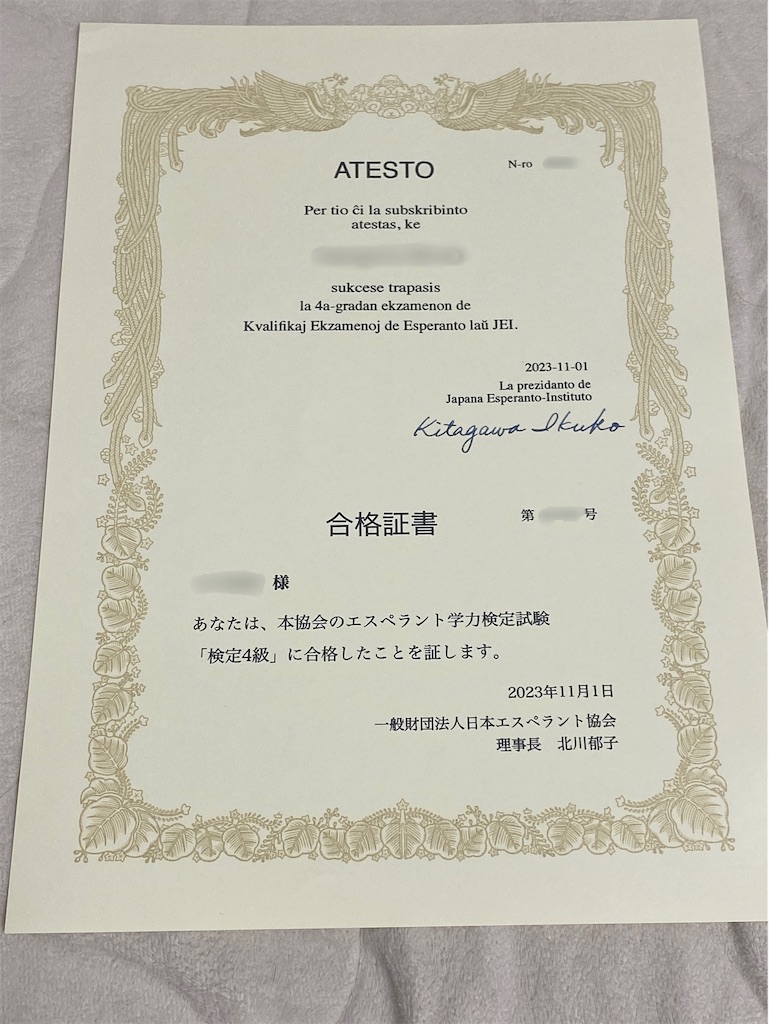 ATESTO
N-ro
Per tio ĉi la subskribinto
atestas, ke
sukcese trapasis
la 4a-gradan ekzamenon de
Kvalifikaj Ekzamenoj de Esperanto laŭ JEI.
2023-11-01
La prezidanto de
Japana Esperanto-Instituto
Kitagawa Ikuko
合格証書
第 号
様
あなたは、本協会のエスペラント学力検定試験
「検定4級」に合格したことを証します。
2023年11月1日
一般財団法人日本エスペラント協会
理事長 北川郁子